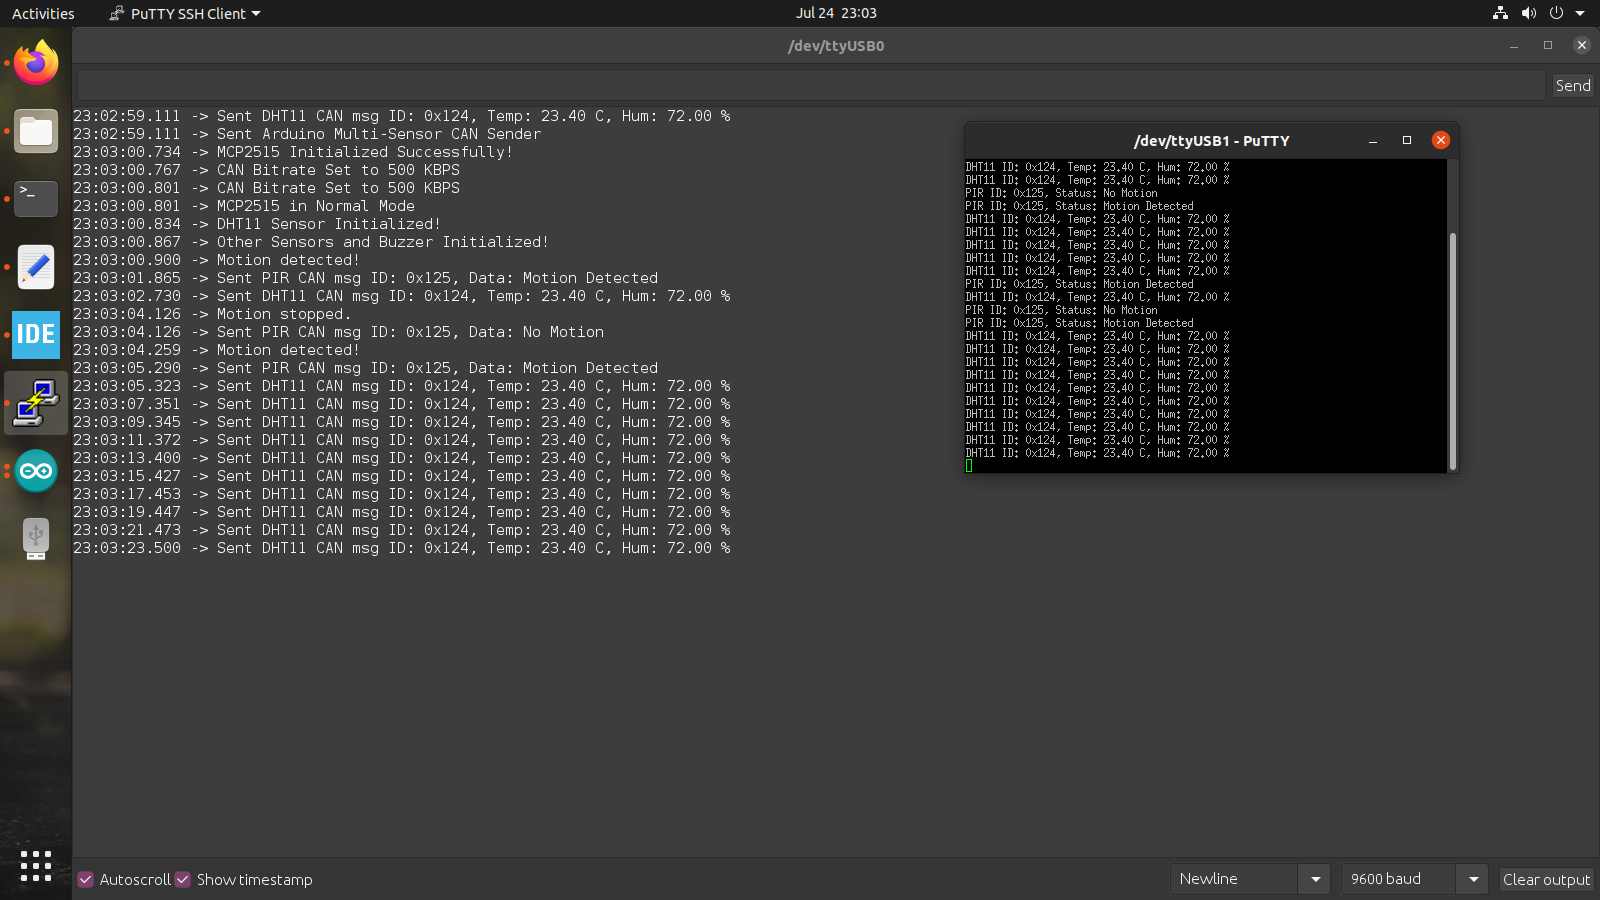 Activities
PuTTY SSH Client
Jul 24 23:03
/dev/ttyUSB0
Send
23:02:59.111 -> Sent DHT11 CAN msg ID: 0x124, Temp: 23.40 C, Hum: 72.00 %
23:02:59.111 -> Sent Arduino Multi-Sensor CAN Sender
23:03:00.734 -> MCP2515 Initialized Successfully!
23:03:00.767 -> CAN Bitrate Set to 500 KBPS
23:03:00.801 -> CAN Bitrate Set to 500 KBPS
23:03:00.801 -> MCP2515 in Normal Mode
23:03:00.834 -> DHT11 Sensor Initialized!
23:03:00.867 -> Other Sensors and Buzzer Initialized!
23:03:00.900 -> Motion detected!
23:03:01.865 -> Sent PIR CAN msg ID: 0x125, Data: Motion Detected
23:03:02.730 -> Sent DHT11 CAN msg ID: 0x124, Temp: 23.40 C, Hum: 72.00 %
23:03:04.126 -> Motion stopped.
23:03:04.126 -> Sent PIR CAN msg ID: 0x125, Data: No Motion
23:03:04.259 -> Motion detected!
23:03:05.290 -> Sent PIR CAN msg ID: 0x125, Data: Motion Detected
23:03:05.323 -> Sent DHT11 CAN msg ID: 0x124, Temp: 23.40 C, Hum: 72.00 %
23:03:07.351 -> Sent DHT11 CAN msg ID: 0x124, Temp: 23.40 C, Hum: 72.00 %
23:03:09.345 -> Sent DHT11 CAN msg ID: 0x124, Temp: 23.40 C, Hum: 72.00 %
23:03:11.372 -> Sent DHT11 CAN msg ID: 0x124, Temp: 23.40 C, Hum: 72.00 %
23:03:13.400 -> Sent DHT11 CAN msg ID: 0x124, Temp: 23.40 C, Hum: 72.00 %
23:03:15.427 -> Sent DHT11 CAN msg ID: 0x124, Temp: 23.40 C, Hum: 72.00 %
23:03:17.453 -> Sent DHT11 CAN msg ID: 0x124, Temp: 23.40 C, Hum: 72.00 %
23:03:19.447 -> Sent DHT11 CAN msg ID: 0x124, Temp: 23.40 C, Hum: 72.00 %
23:03:21.473 -> Sent DHT11 CAN msg ID: 0x124, Temp: 23.40 C, Hum: 72.00 %
23:03:23.500 -> Sent DHT11 CAN msg ID: 0x124, Temp: 23.40 C, Hum: 72.00 %
/dev/ttyUSB1 - PuTTY
DHT11 ID: 0x124, Temp: 23.40 C, Hum: 72.00 %
DHT11 ID: 0x124, Temp: 23.40 C, Hum: 72.00 %
PIR ID: 0x125, Status: No Motion
PIR ID: 0x125, Status: Motion Detected
DHT11 ID: 0x124, Temp: 23.40 C, Hum: 72.00 %
DHT11 ID: 0x124, Temp: 23.40 C, Hum: 72.00 %
DHT11 ID: 0x124, Temp: 23.40 C, Hum: 72.00 %
DHT11 ID: 0x124, Temp: 23.40 C, Hum: 72.00 %
DHT11 ID: 0x124, Temp: 23.40 C, Hum: 72.00 %
PIR ID: 0x125, Status: Motion Detected
DHT11 ID: 0x124, Temp: 23.40 C, Hum: 72.00 %
PIR ID: 0x125, Status: No Motion
PIR ID: 0x125, Status: Motion Detected
DHT11 ID: 0x124, Temp: 23.40 C, Hum: 72.00 %
DHT11 ID: 0x124, Temp: 23.40 C, Hum: 72.00 %
DHT11 ID: 0x124, Temp: 23.40 C, Hum: 72.00 %
DHT11 ID: 0x124, Temp: 23.40 C, Hum: 72.00 %
DHT11 ID: 0x124, Temp: 23.40 C, Hum: 72.00 %
DHT11 ID: 0x124, Temp: 23.40 C, Hum: 72.00 %
DHT11 ID: 0x124, Temp: 23.40 C, Hum: 72.00 %
DHT11 ID: 0x124, Temp: 23.40 C, Hum: 72.00 %
DHT11 ID: 0x124, Temp: 23.40 C, Hum: 72.00 %
DHT11 ID: 0x124, Temp: 23.40 C, Hum: 72.00 %
>_
IDE
Autoscroll
Show timestamp
Newline
9600 baud
Clear output